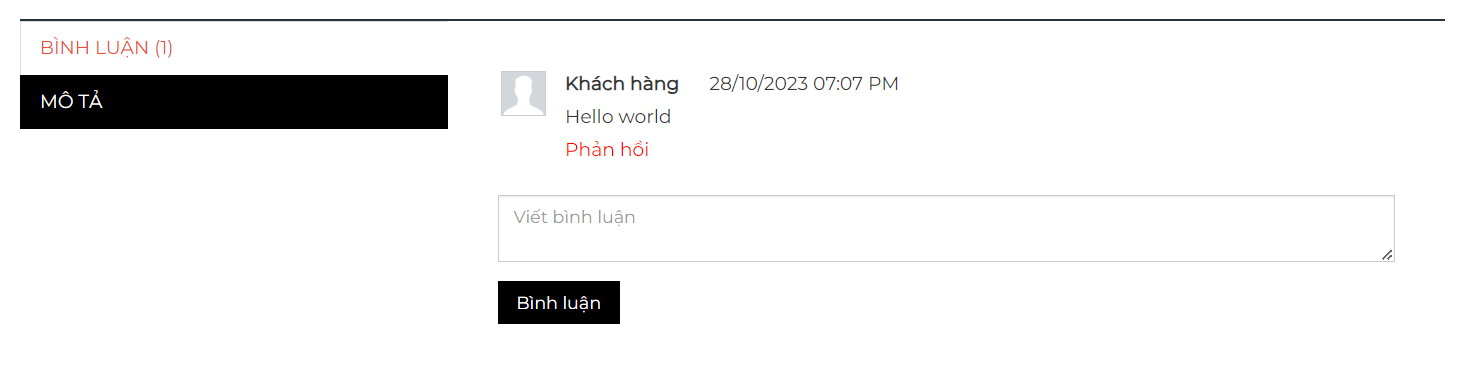 BÌNH LUẬN (1)
MÔ TẢ
Khách hàng 28/10/2023 07:07 PM
Hello world
Phản hồi
Viết bình luận
Bình luận